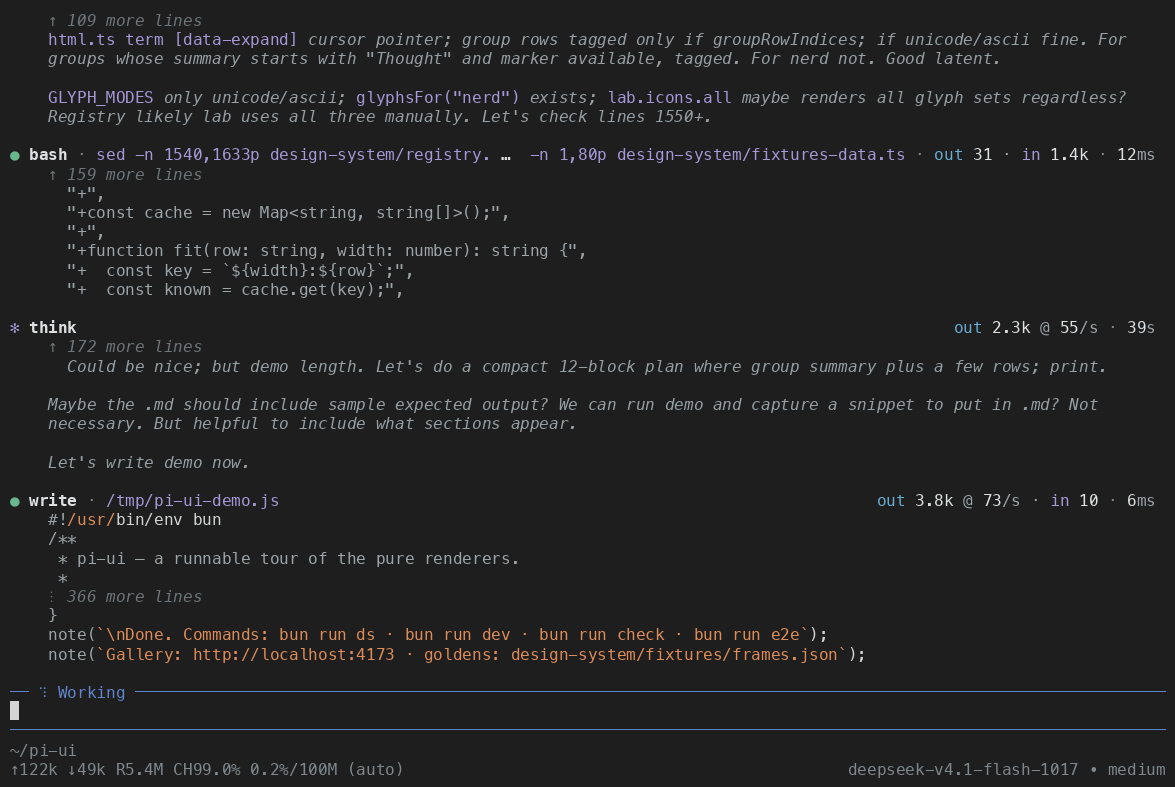 ↑ 109 more lines
html.ts term [data-expand] cursor pointer; group rows tagged only if groupRowIndices; if unicode/ascii fine. For
groups whose summary starts with "Thought" and marker available, tagged. For nerd not. Good latent.
GLYPH_MODES only unicode/ascii; glyphsFor("nerd") exists; lab.icons.all maybe renders all glyph sets regardless?
Registry likely lab uses all three manually. Let's check lines 1550+.
● bash · sed -n 1540,1633p design-system/registry. … -n 1,80p design-system/fixtures-data.ts · out 31 · in 1.4k · 12ms
↑ 159 more lines
"+",
"+const cache = new Map<string, string[]>();",
"+",
"+function fit(row: string, width: number): string {",
"+  const key = `${width}:${row}`;",
"+  const known = cache.get(key);",
✻ think out 2.3k @ 55/s · 39s
↑ 172 more lines
Could be nice; but demo length. Let's do a compact 12-block plan where group summary plus a few rows; print.
Maybe the .md should include sample expected output? We can run demo and capture a snippet to put in .md? Not
necessary. But helpful to include what sections appear.
Let's write demo now.
● write · /tmp/pi-ui-demo.js out 3.8k @ 73/s · in 10 · 6ms
#!/usr/bin/env bun
/**
 * pi-ui — a runnable tour of the pure renderers.
 *
⋮ 366 more lines
}
note(`\nDone. Commands: bun run ds · bun run dev · bun run check · bun run e2e`);
note(`Gallery: http://localhost:4173 · goldens: design-system/fixtures/frames.json`);
Working
~/pi-ui
↑122k ↓49k R5.4M CH99.0% 0.2%/100M (auto) deepseek-v4.1-flash-1017 • medium